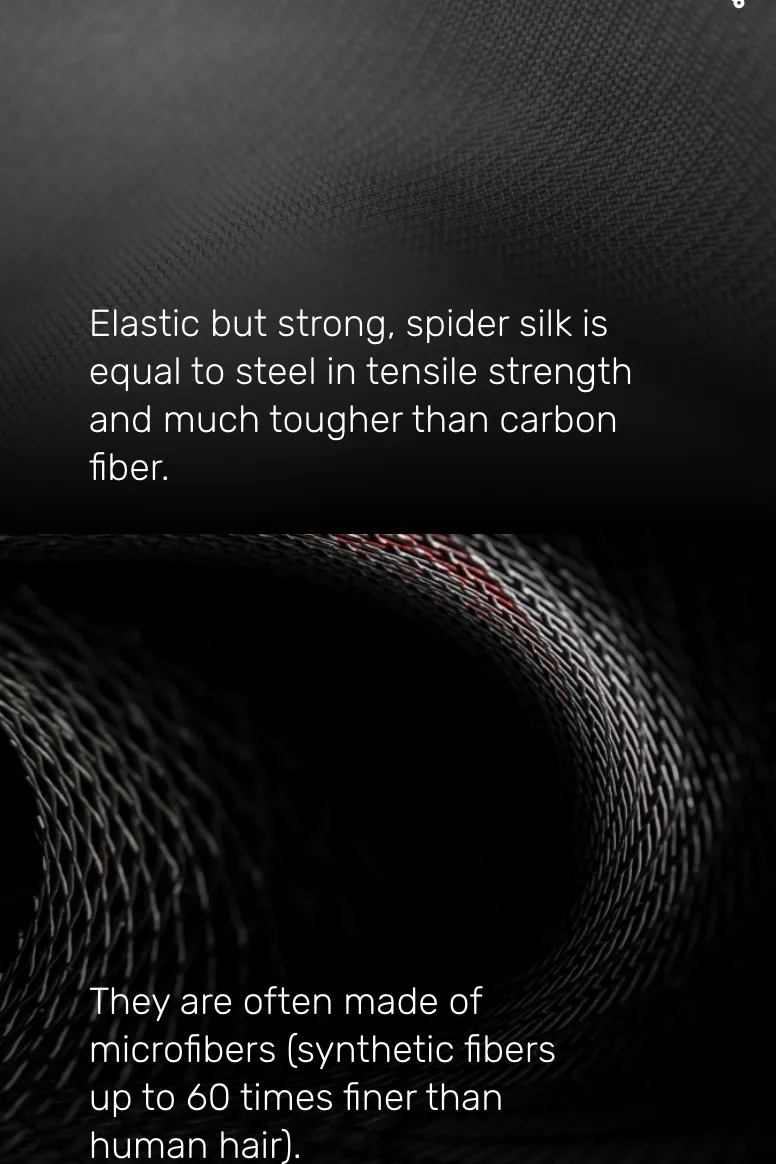 Elastic but strong, spider silk is
equal to steel in tensile strength
and much tougher than carbon
fiber.
They are often made of
microfibers (synthetic fibers
up to 60 times finer than
human hair).